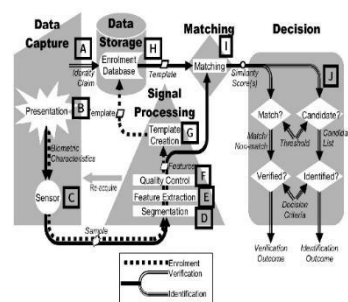 Data
Capture
Data
Storage
Matching
Decision
A
H
I
J
Identity
Claim
Enrolment
Database
Template
Matching
Similarity
Score(s)
Presentation
B
Template
Signal
Processing
Template
Creation
G
Match?
Candidate?
Match/
Non-match
Threshold
Candidate
List
Biometric
Characteristics
Features
Re-acquire
Quality Control
F
Sensor
C
Feature Extraction
E
Segmentation
D
Verified?
Identified?
Decision
Criteria
Sample
Verification
Outcome
Identification
Outcome
Enrolment
Verification
Identification